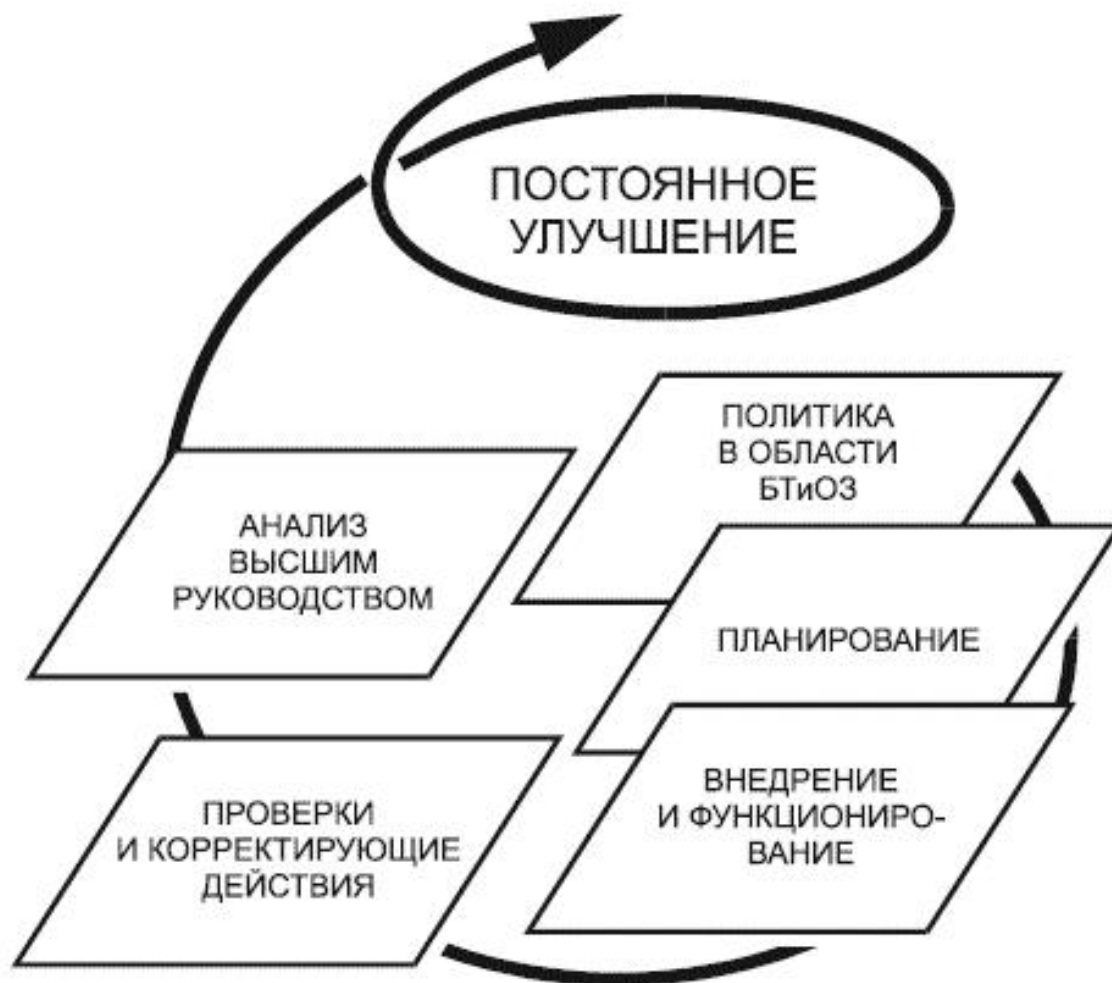 ПОСТОЯННОЕ
УЛУЧШЕНИЕ
ПОЛИТИКА
В ОБЛАСТИ
БТиОЗ
ПЛАНИРОВАНИЕ
ВНЕДРЕНИЕ
И ФУНКЦИОНИРО-
ВАНИЕ
ПРОВЕРКИ
И КОРРЕКТИРУЮЩИЕ
ДЕЙСТВИЯ
АНАЛИЗ
ВЫСШИМ
РУКОВОДСТВОМ